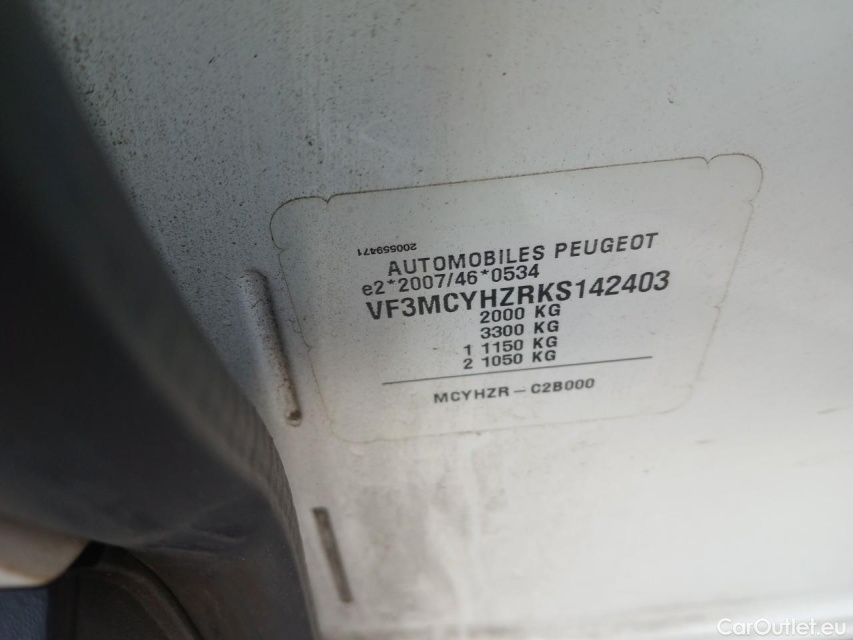 200559471
AUTOMOBILES PEUGEOT
e2*2007/46*0534
VF3MCYHZRKS142403
2000 KG
3300 KG
1 1150 KG
2 1050 KG
MCYHZR-C2B000
CarOutlet.eu